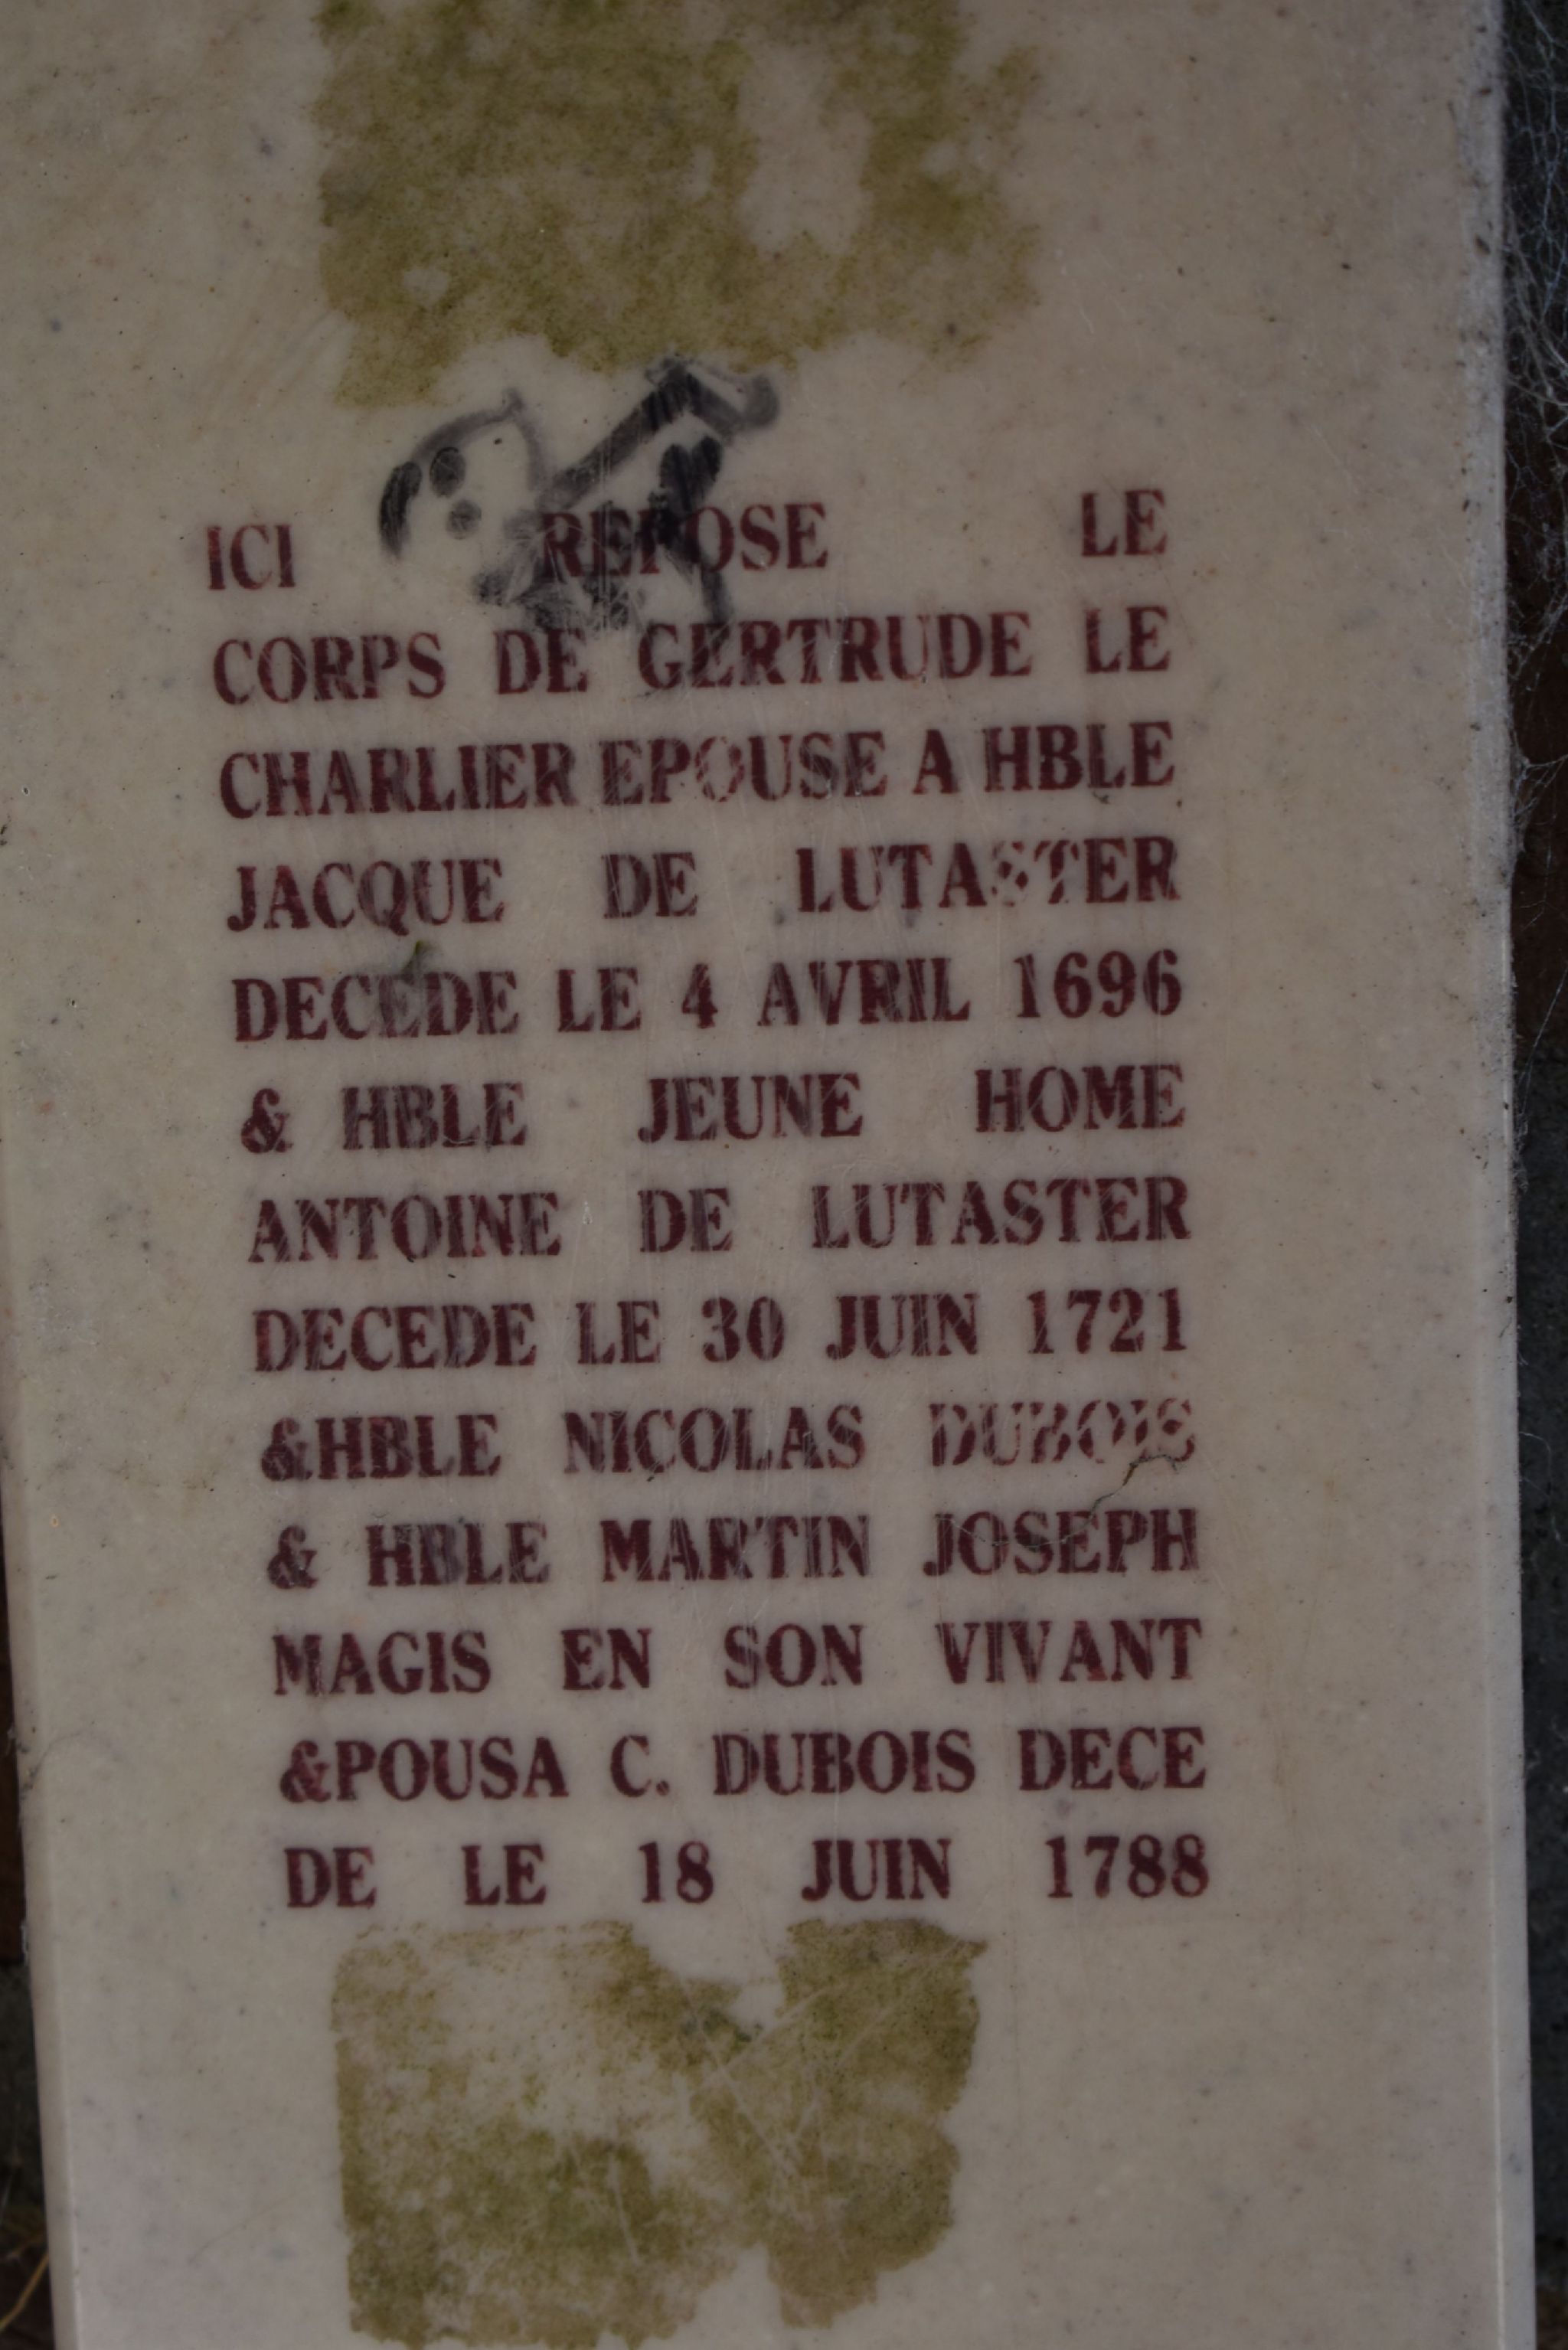 ICI REPOSE LE
CORPS DE GERTRUDE LE
CHARLIER EPOUSE A HBLE
JACQUE DE LUTASTER
DECEDE LE 4 AVRIL 1696
& HBLE JEUNE HOME
ANTOINE DE LUTASTER
DECEDE LE 30 JUIN 1721
&HBLE NICOLAS DUBOIS
& HBLE MARTIN JOSEPH
MAGIS EN SON VIVANT
&POUSA C. DUBOIS DECE
DE LE 18 JUIN 1788